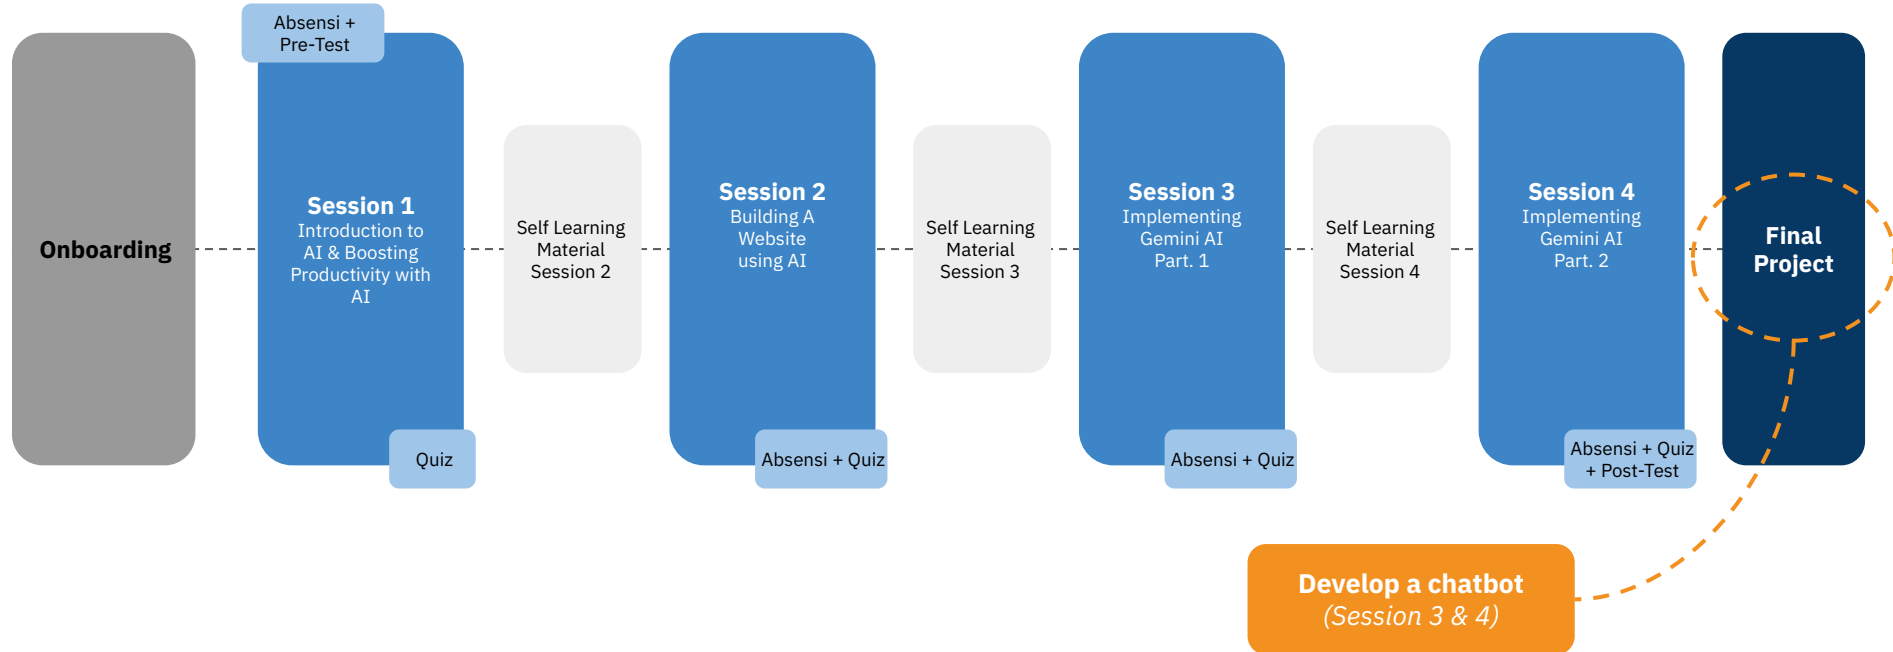 Onboarding
Absensi +
Pre-Test
Session 1
Introduction to
AI & Boosting
Productivity with
AI
Quiz
Self Learning
Material
Session 2
Session 2
Building A
Website
using AI
Absensi + Quiz
Self Learning
Material
Session 3
Session 3
Implementing
Gemini AI
Part. 1
Absensi + Quiz
Self Learning
Material
Session 4
Session 4
Implementing
Gemini AI
Part. 2
Absensi + Quiz
+ Post-Test
Final
Project
Develop a chatbot
(Session 3 & 4)